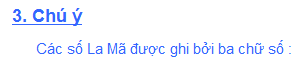 3. Chú ý
Các số La Mã được ghi bởi ba chữ số :